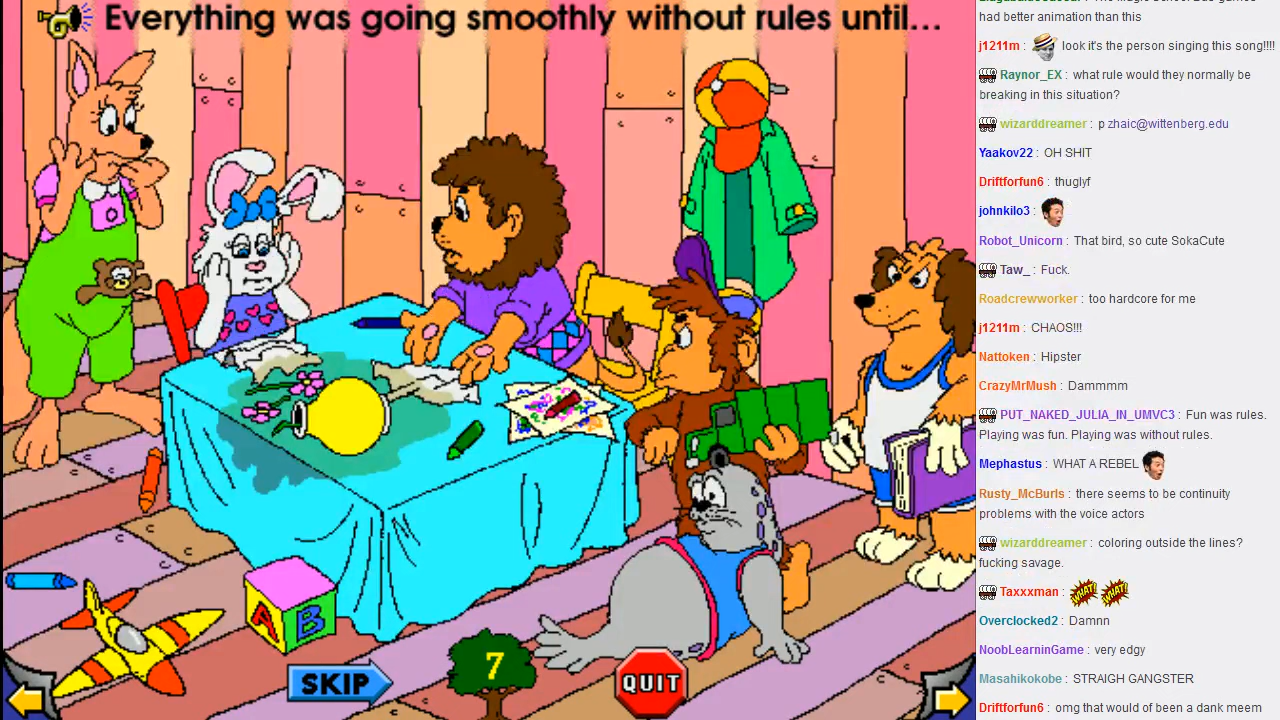 Everything was going smoothly without rules until...
A B
SKIP
7
QUIT
had better animation than this
j1211m : look it's the person singing this song!!!!
Raynor_EX : what rule would they normally be
breaking in this situation?
wizarddreamer : p zhaic@wittenberg.edu
Yaakov22 : OH SHIT
Driftforfun6 : thuglyf
johnkilo3 :
Robot_Unicorn : That bird, so cute SokaCute
Taw_ : Fuck.
Roadcrewworker : too hardcore for me
j1211m : CHAOS!!!
Nattoken : Hipster
CrazyMrMush : Dammmm
PUT_NAKED_JULIA_IN_UMVC3 : Fun was rules.
Playing was fun. Playing was without rules.
Mephastus : WHAT A REBEL
Rusty_McBurls : there seems to be continuity
problems with the voice actors
wizarddreamer : coloring outside the lines?
fucking savage.
Taxxxman : WHAT! WHAT!
Overclocked2 : Damnn
NoobLearninGame : very edgy
Masahikokobe : STRAIGH GANGSTER
Driftforfun6 : omg that would of been a dank meem